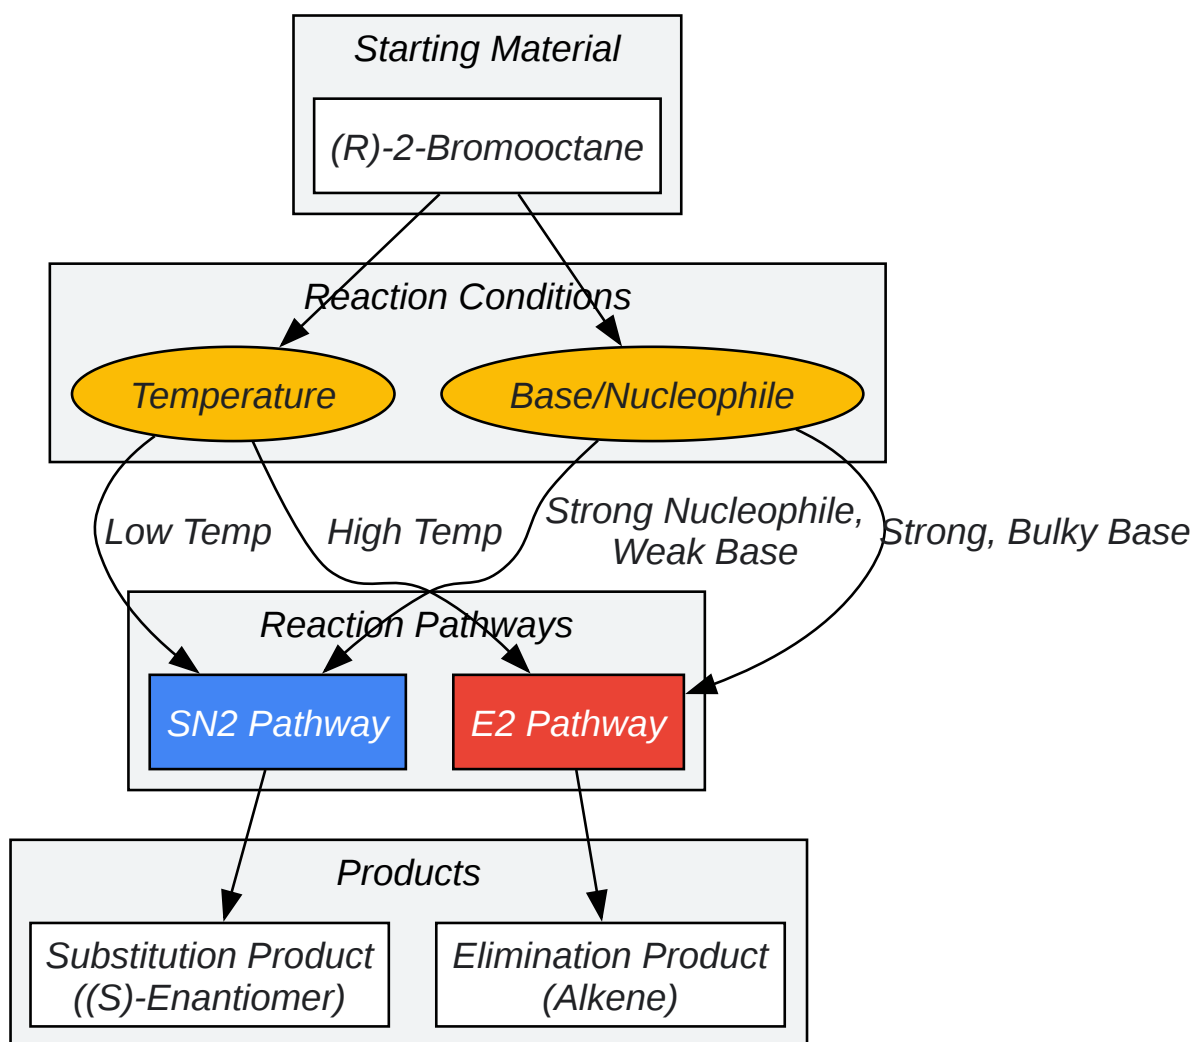 Starting Material
(R)-2-Bromooctane
Reaction Conditions
Temperature
Base/Nucleophile
Low Temp
High Temp
Strong Nucleophile,
Weak Base
Strong, Bulky Base
Reaction Pathways
SN2 Pathway
E2 Pathway
Products
Substitution Product
((S)-Enantiomer)
Elimination Product
(Alkene)